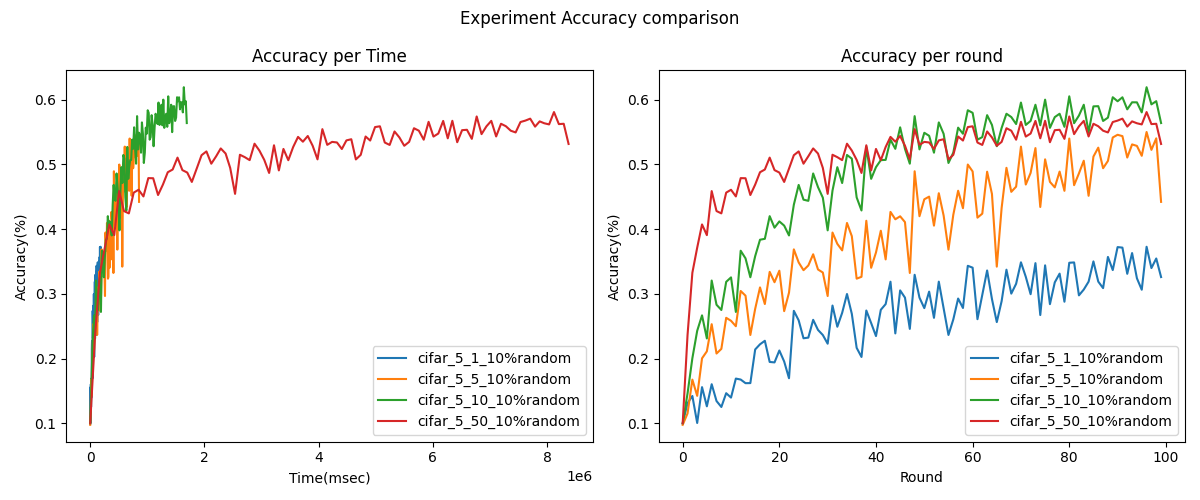 Experiment Accuracy comparison
Accuracy per Time
Accuracy(%)
0.6
0.5
0.4
0.3
0.2
0.1
0
2
4
6
8
1e6
Time(msec)
cifar_5_1_10%random
cifar_5_5_10%random
cifar_5_10_10%random
cifar_5_50_10%random
Accuracy per round
Accuracy(%)
0.6
0.5
0.4
0.3
0.2
0.1
0
20
40
60
80
100
Round
cifar_5_1_10%random
cifar_5_5_10%random
cifar_5_10_10%random
cifar_5_50_10%random